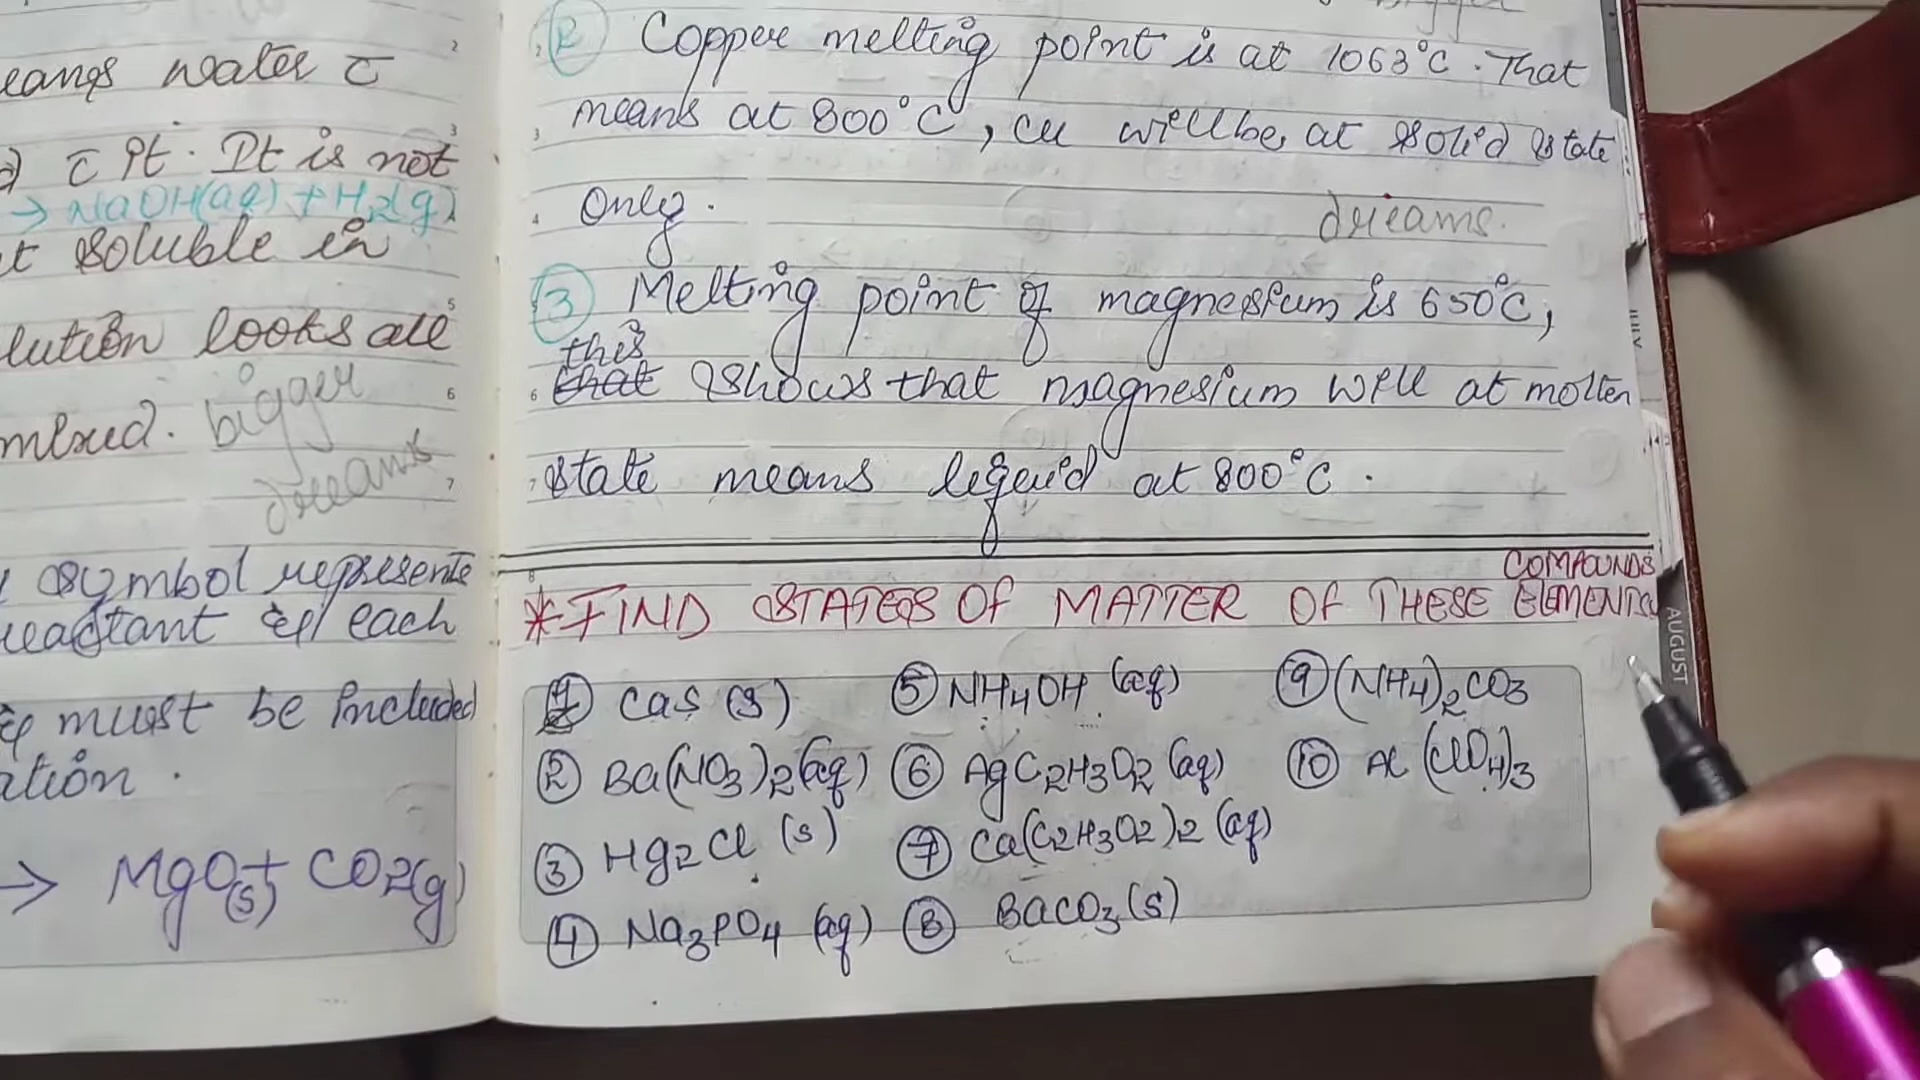 eans water c
c it. It is not
→ NaOH(aq) + H2(g)
t soluble in
lution looks all
mixed. bigger
dreams
symbol represents
reactant & each
& must be included
ation.
→ MgO(s) + CO2(g)
bigger
2 Copper melting point is at 1063°C. That
means at 800°C, cu will be at solid state
only.
dreams.
3 Melting point of magnesium is 650°C,
this
that shows that magnesium will at molten
state means liquid at 800°C.
COMPOUNDS
*FIND STATES OF MATTER OF THESE ELEMENTS
1 CaS (s) 5 NH4OH (aq) 9 (NH4)2CO3
2 Ba(NO3)2(aq) 6 AgC2H3O2 (aq) 10 Al (ClO4)3
3 Hg2Cl (s) 7 Ca(C2H3O2)2 (aq)
4 Na3PO4 (aq) 8 BaCO3(s)
AUGUST